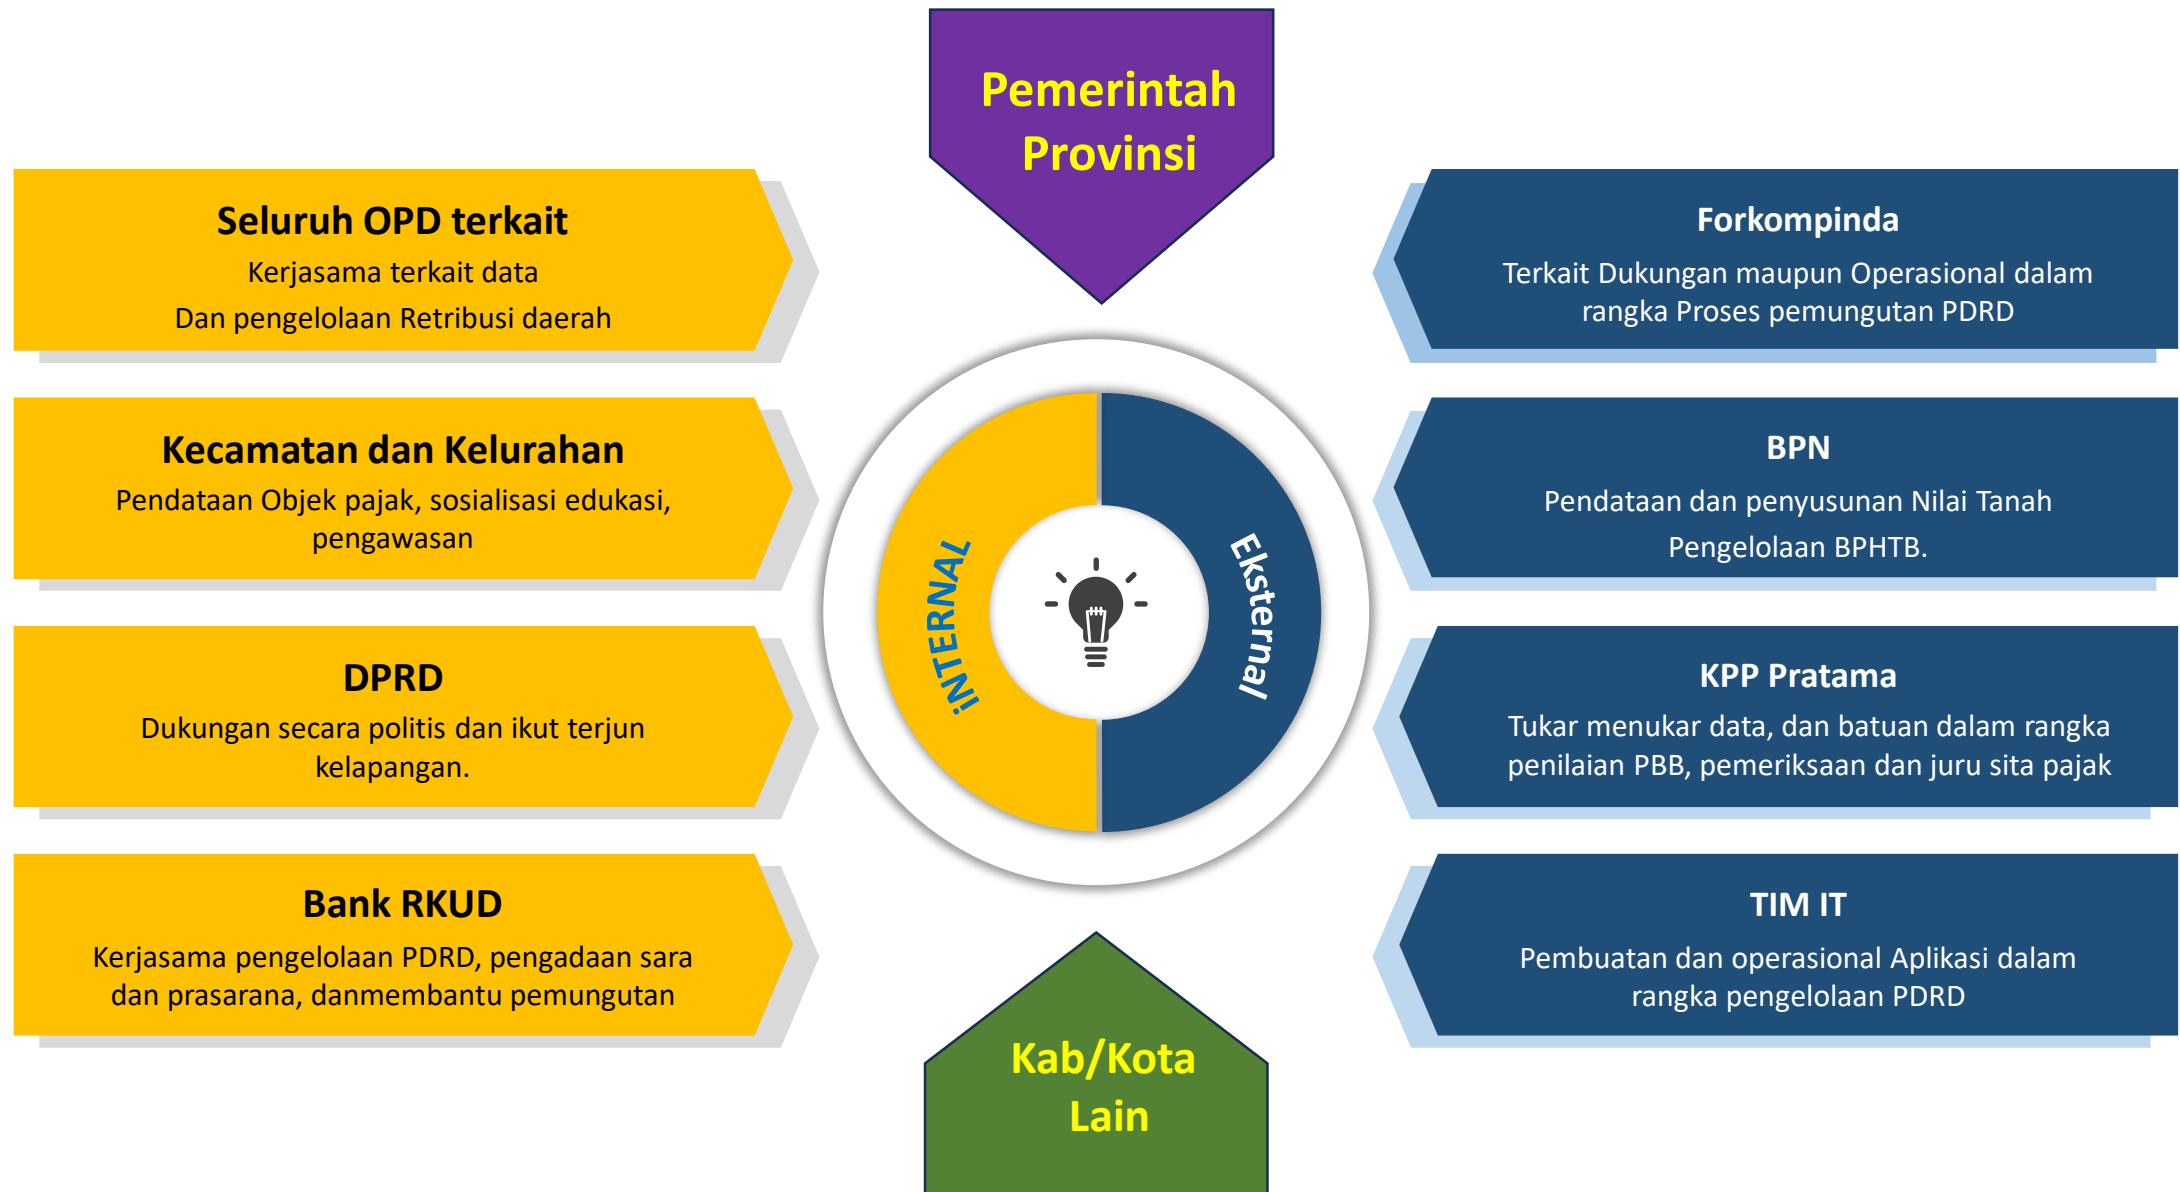 Pemerintah
Provinsi
Seluruh OPD terkait
Kerjasama terkait data
Dan pengelolaan Retribusi daerah
Kecamatan dan Kelurahan
Pendataan Objek pajak, sosialisasi edukasi,
pengawasan
DPRD
Dukungan secara politis dan ikut terjun
kelapangan.
Bank RKUD
Kerjasama pengelolaan PDRD, pengadaan sara
dan prasarana, danmembantu pemungutan
iNTERNAL
Eksternal
Forkompinda
Terkait Dukungan maupun Operasional dalam
rangka Proses pemungutan PDRD
BPN
Pendataan dan penyusunan Nilai Tanah
Pengelolaan BPHTB.
KPP Pratama
Tukar menukar data, dan batuan dalam rangka
penilaian PBB, pemeriksaan dan juru sita pajak
TIM IT
Pembuatan dan operasional Aplikasi dalam
rangka pengelolaan PDRD
Kab/Kota
Lain